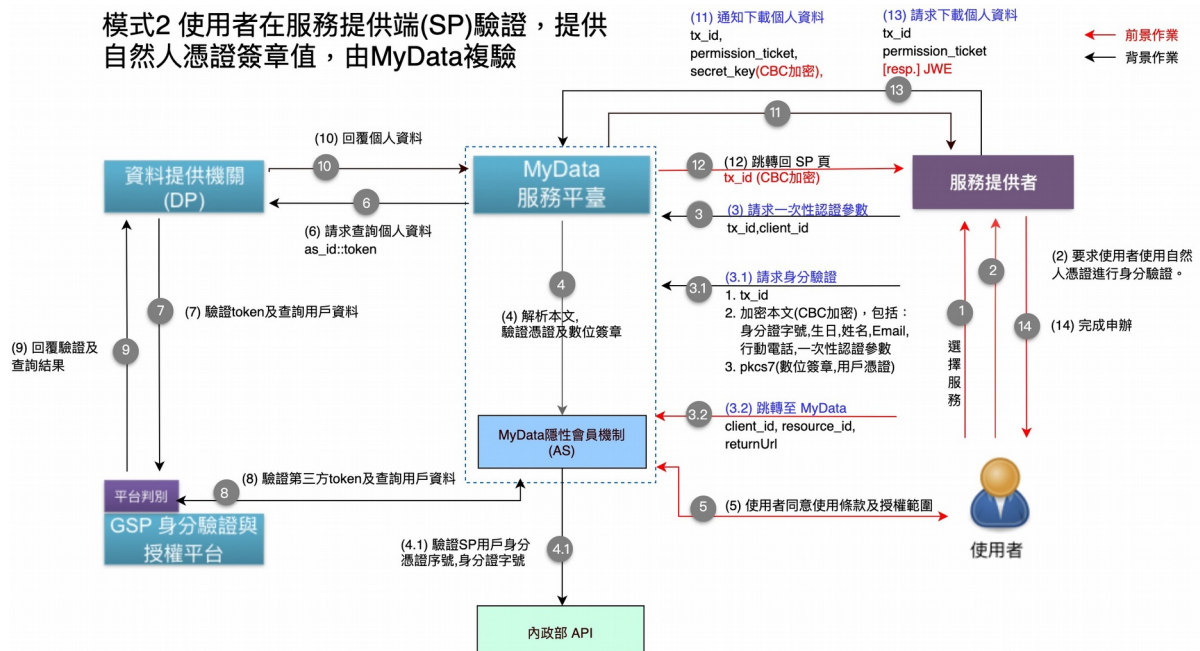 模式2 使用者在服務提供端(SP)驗證，提供
自然人憑證簽章值，由MyData複驗
(11) 通知下載個人資料
tx_id,
permission_ticket,
secret_key(CBC加密),
(13) 請求下載個人資料
tx_id
permission_ticket
[resp.] JWE
前景作業
背景作業
13
11
(10) 回覆個人資料
10
資料提供機關
(DP)
6
(6) 請求查詢個人資料
as_id::token
MyData
服務平臺
12
(12) 跳轉回 SP 頁
tx_id (CBC加密)
服務提供者
3
(3) 請求一次性認證參數
tx_id,client_id
3.1
(3.1) 請求身分驗證
1. tx_id
2. 加密本文(CBC加密)，包括：
身分證字號,生日,姓名,Email,
行動電話,一次性認證參數
3. pkcs7(數位簽章,用戶憑證)
4
(4) 解析本文,
驗證憑證及數位簽章
2
(2) 要求使用者使用自然
人憑證進行身分驗證。
1
選擇服務
14
(14) 完成申辦
7
(7) 驗證token及查詢用戶資料
9
(9) 回覆驗證及
查詢結果
3.2
(3.2) 跳轉至 MyData
client_id, resource_id,
returnUrl
MyData隱性會員機制
(AS)
8
(8) 驗證第三方token及查詢用戶資料
平台判別
GSP 身分驗證與
授權平台
5
(5) 使用者同意使用條款及授權範圍
使用者
(4.1) 驗證SP用戶身分
憑證序號,身分證字號
4.1
內政部 API